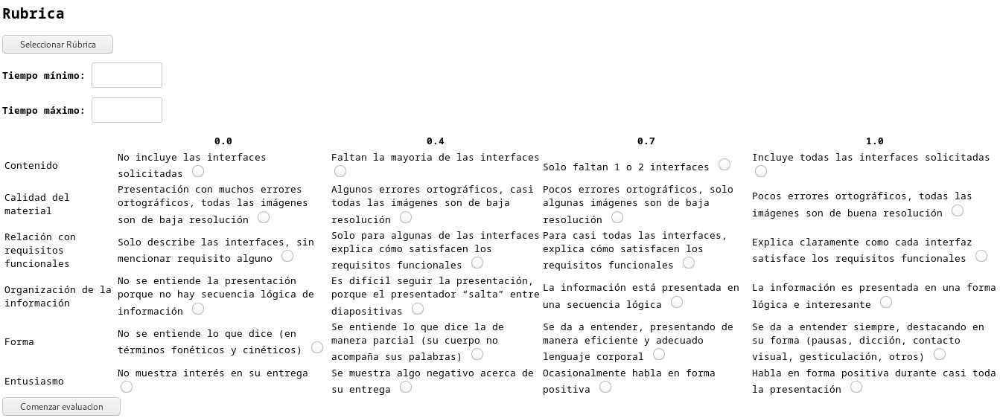 Rubrica
Seleccionar Rúbrica
Tiempo mínimo:
Tiempo máximo:
0.0 0.4 0.7 1.0
Contenido
No incluye las interfaces
solicitadas
Faltan la mayoria de las interfaces
Solo faltan 1 o 2 interfaces
Incluye todas las interfaces solicitadas
Calidad del
material
Presentación con muchos errores
ortográficos, todas las imágenes
son de baja resolución
Algunos errores ortográficos, casi
todas las imágenes son de baja
resolución
Pocos errores ortográficos, solo
algunas imágenes son de baja
resolución
Pocos errores ortográficos, todas las
imágenes son de buena resolución
Relación con
requisitos
funcionales
Solo describe las interfaces, sin
mencionar requisito alguno
Solo para algunas de las interfaces
explica cómo satisfacen los
requisitos funcionales
Para casi todas las interfaces,
explica cómo satisfacen los
requisitos funcionales
Explica claramente como cada interfaz
satisface los requisitos funcionales
Organización de la
información
No se entiende la presentación
porque no hay secuencia lógica de
información
Es difícil seguir la presentación,
porque el presentador “salta” entre
diapositivas
La información está presentada en
una secuencia lógica
La información es presentada en una forma
lógica e interesante
Forma
No se entiende lo que dice (en
términos fonéticos y cinéticos)
Se entiende lo que dice la de
manera parcial (su cuerpo no
acompaña sus palabras)
Se da a entender, presentando de
manera eficiente y adecuado
lenguaje corporal
Se da a entender siempre, destacando en
su forma (pausas, dicción, contacto
visual, gesticulación, otros)
Entusiasmo
No muestra interés en su entrega
Se muestra algo negativo acerca de
su entrega
Ocasionalmente habla en forma
positiva
Habla en forma positiva durante casi toda
la presentación
Comenzar evaluacion